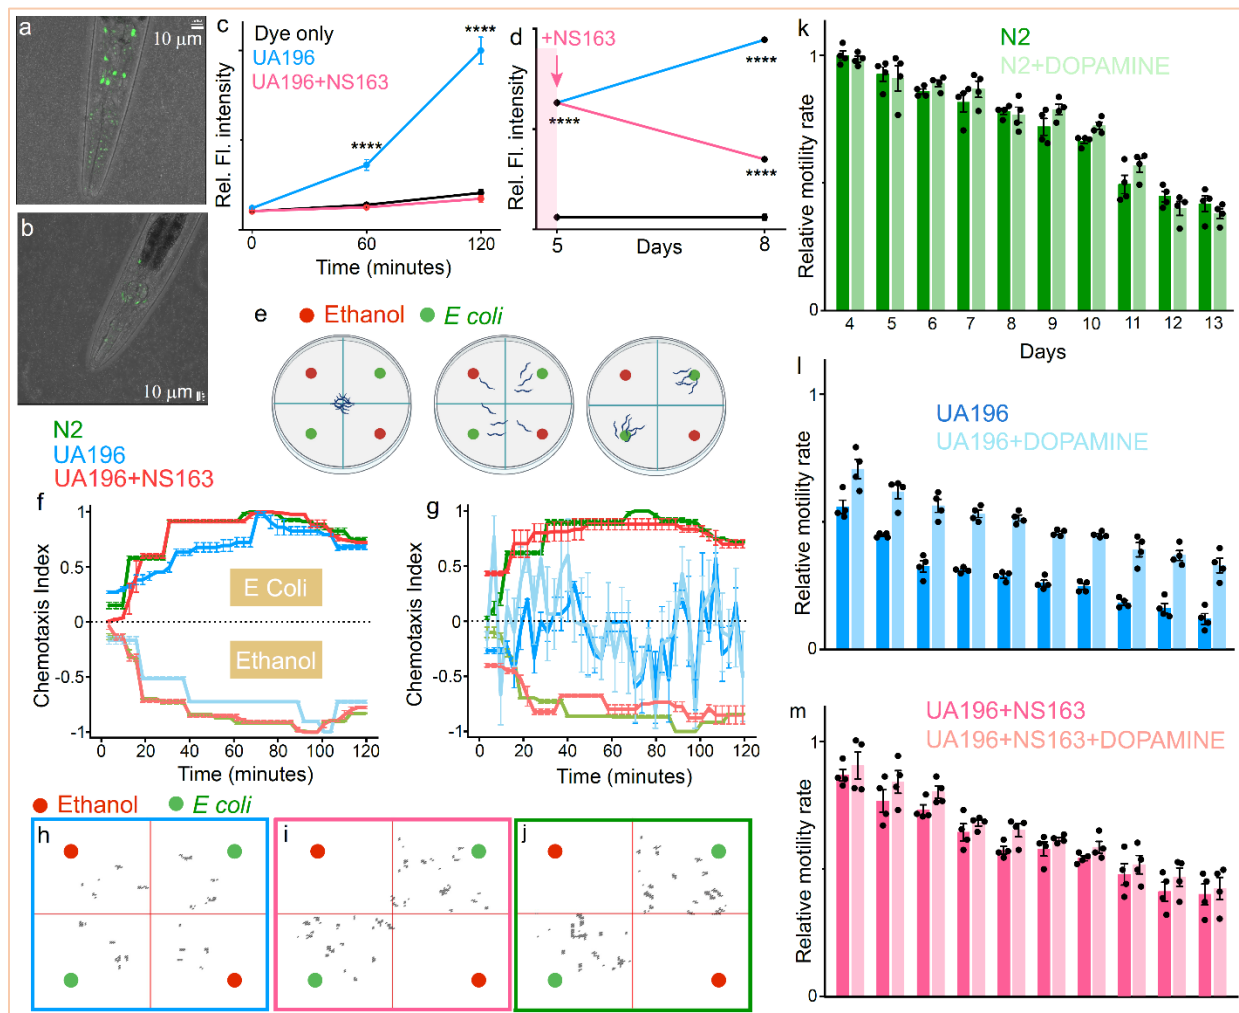 a
10 μm
b
10 μm
c
Dye only
UA196
UA196+NS163
****
****
Rel. Fl. intensity
0
60
120
Time (minutes)
d
+NS163
****
****
****
Rel. Fl. intensity
5
8
Days
e
Ethanol
E coli
N2
UA196
UA196+NS163
f
1
0.5
0
-0.5
-1
Chemotaxis Index
E Coli
Ethanol
0
20
40
60
80
100
120
Time (minutes)
g
1
0.5
0
-0.5
-1
Chemotaxis Index
0
20
40
60
80
100
120
Time (minutes)
Ethanol
E coli
h
i
j
k
N2
N2+DOPAMINE
1
0
Relative motility rate
4
5
6
7
8
9
10
11
12
13
Days
l
UA196
UA196+DOPAMINE
1
0
Relative motility rate
m
UA196+NS163
UA196+NS163+DOPAMINE
1
0
Relative motility rate